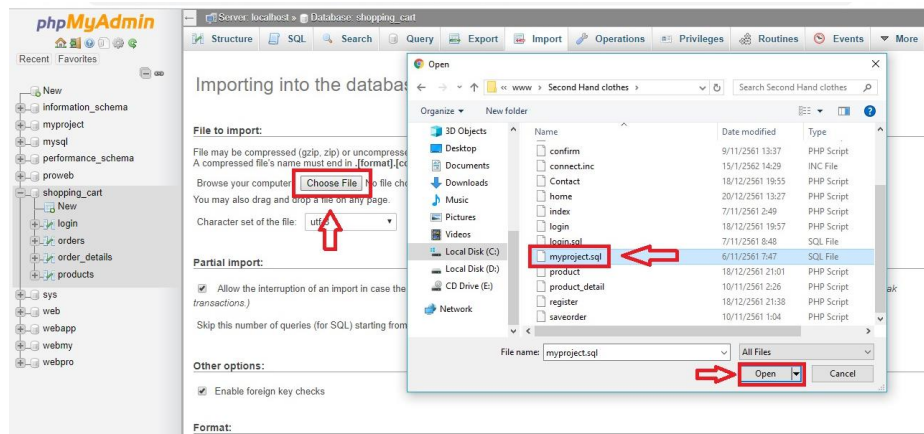 phpMyAdmin
Recent Favorites
New
information_schema
myproject
mysql
performance_schema
proweb
shopping_cart
New
login
orders
order_details
products
sys
web
webapp
webmy
webpro
Server: localhost » Database: shopping_cart
Structure SQL Search Query Export Import Operations Privileges Routines Events More
Importing into the databa
File to import:
File may be compressed (gzip, zip) or uncompresse
A compressed file's name must end in .[format].[co
Browse your computer: Choose File No file cho
You may also drag and drop a file on any page.
Character set of the file: utf-8
Partial import:
Allow the interruption of an import in case the
transactions.)
Skip this number of queries (for SQL) starting from
Other options:
Enable foreign key checks
Format:
Open
« www › Second Hand clothes › Search Second Hand clothes
Organize New folder
3D Objects
Desktop
Documents
Downloads
Music
Pictures
Videos
Local Disk (C:)
Local Disk (D:)
CD Drive (E:)
Network
Name Date modified Type
confirm 9/11/2561 13:37 PHP Script
connect.inc 15/1/2562 14:29 INC File
Contact 18/12/2561 19:55 PHP Script
home 20/12/2561 13:27 PHP Script
index 7/11/2561 2:49 PHP Script
login 18/12/2561 19:57 PHP Script
login.sql 7/11/2561 8:48 SQL File
myproject.sql 6/11/2561 7:47 SQL File
product 18/12/2561 21:01 PHP Script
product_detail 10/11/2561 2:26 PHP Script
register 18/12/2561 21:38 PHP Script
saveorder 10/11/2561 1:04 PHP Script
File name: myproject.sql All Files
Open Cancel
ak